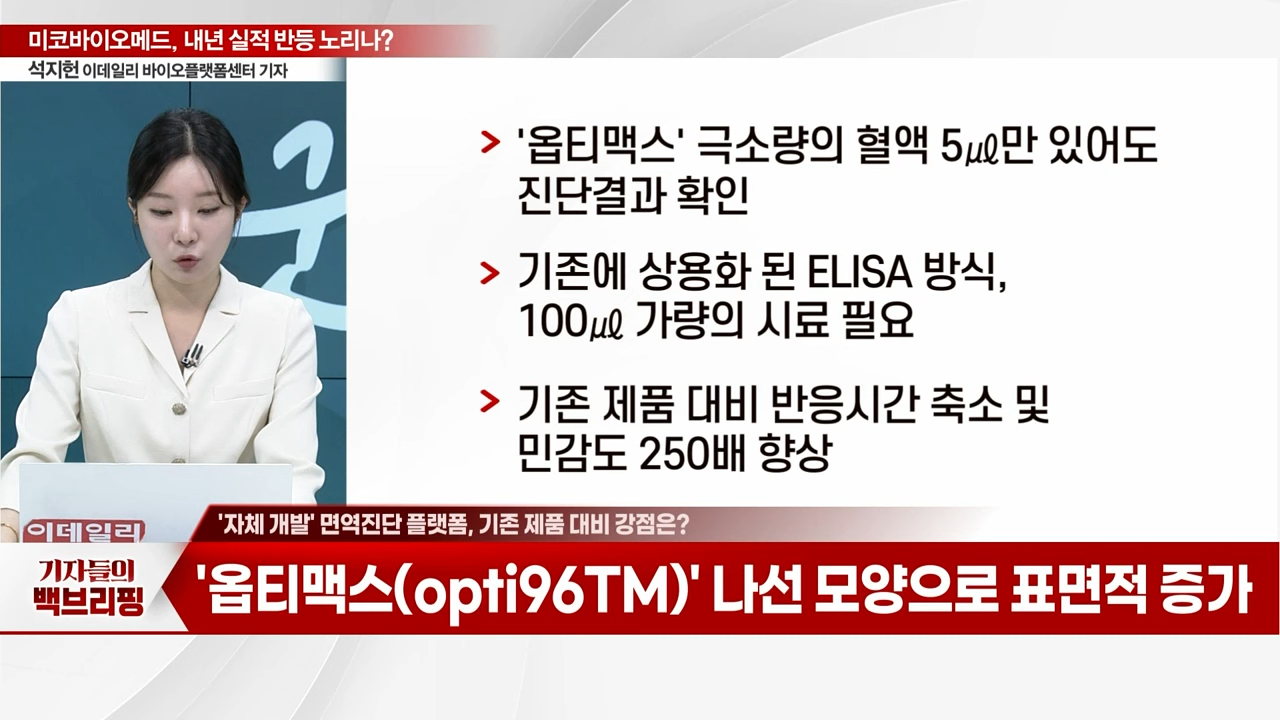 미코바이오메드, 내년 실적 반등 노리나?
석지헌 이데일리 바이오플랫폼센터 기자
> '옵티맥스' 극소량의 혈액 5㎕만 있어도
진단결과 확인
> 기존에 상용화 된 ELISA 방식,
100㎕ 가량의 시료 필요
> 기존 제품 대비 반응시간 축소 및
민감도 250배 향상
이데일리
'자체 개발' 면역진단 플랫폼, 기존 제품 대비 강점은?
기자들의
백브리핑
'옵티맥스(opti96TM)' 나선 모양으로 표면적 증가